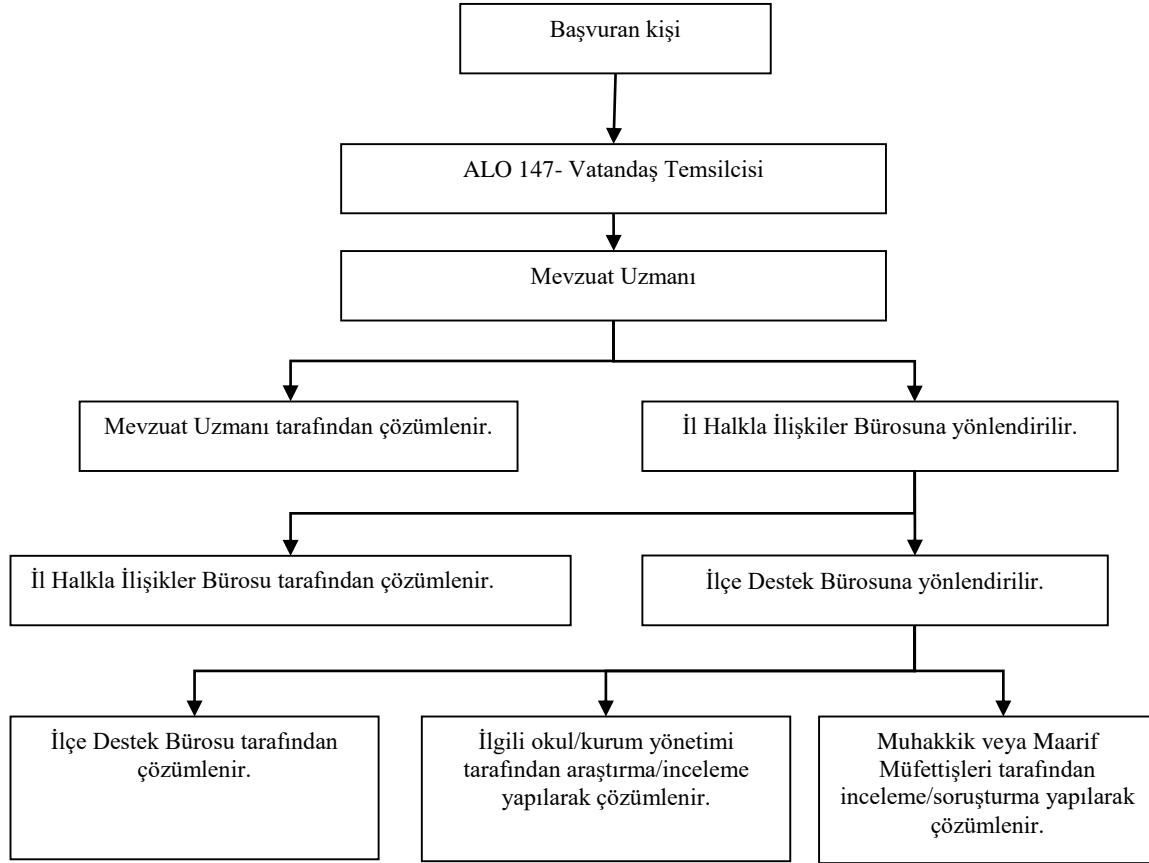 Başvuran kişi
ALO 147- Vatandaş Temsilcisi
Mevzuat Uzmanı
Mevzuat Uzmanı tarafından çözümlenir.
İl Halkla İlişkiler Bürosuna yönlendirilir.
İl Halkla İlişikler Bürosu tarafından çözümlenir.
İlçe Destek Bürosuna yönlendirilir.
İlçe Destek Bürosu tarafından
çözümlenir.
İlgili okul/kurum yönetimi
tarafından araştırma/inceleme
yapılarak çözümlenir.
Muhakkik veya Maarif
Müfettişleri tarafından
inceleme/soruşturma yapılarak
çözümlenir.